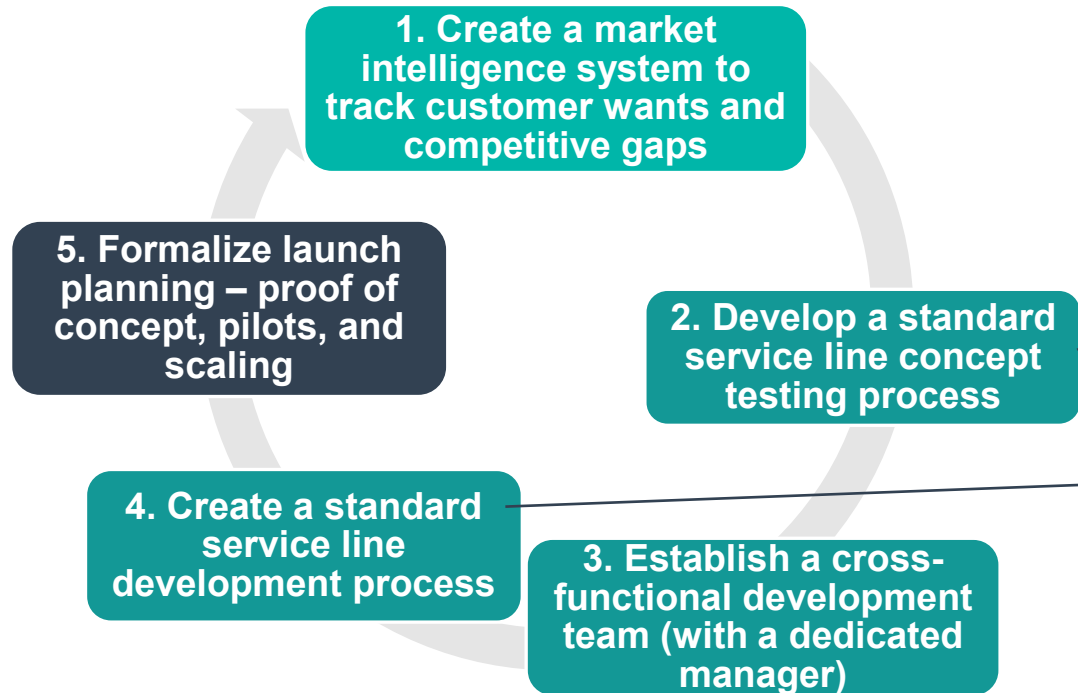 1. Create a market
intelligence system to
track customer wants and
competitive gaps
2. Develop a standard
service line concept
testing process
3. Establish a cross-
functional development
team (with a dedicated
manager)
4. Create a standard
service line
development process
5. Formalize launch
planning – proof of
concept, pilots, and
scaling